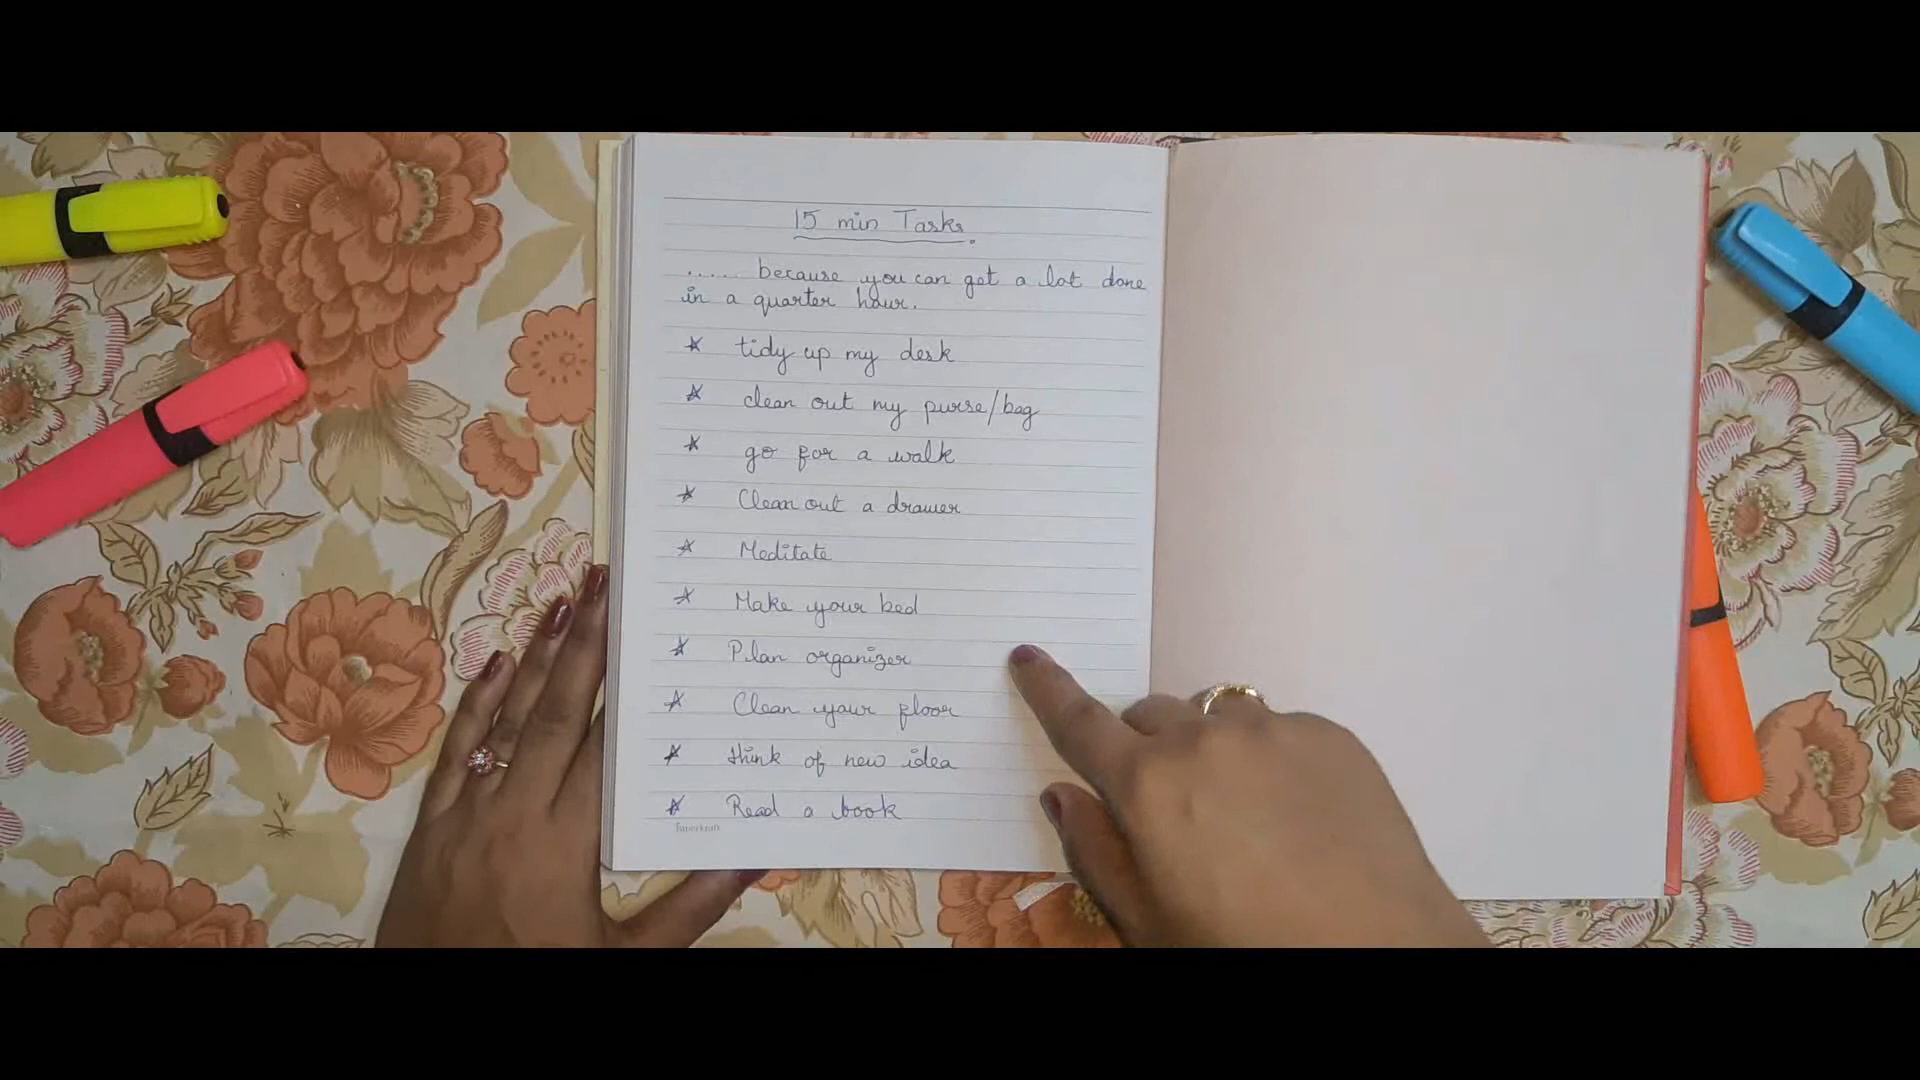 15 min Tasks.
..... because you can get a lot done
in a quarter hour.
☆ tidy up my desk
☆ clean out my purse/bag
☆ go for a walk
☆ Clean out a drawer
☆ Meditate
☆ Make your bed
☆ Plan organizer
☆ Clean your floor
☆ think of new idea
☆ Read a book
Paperkraft